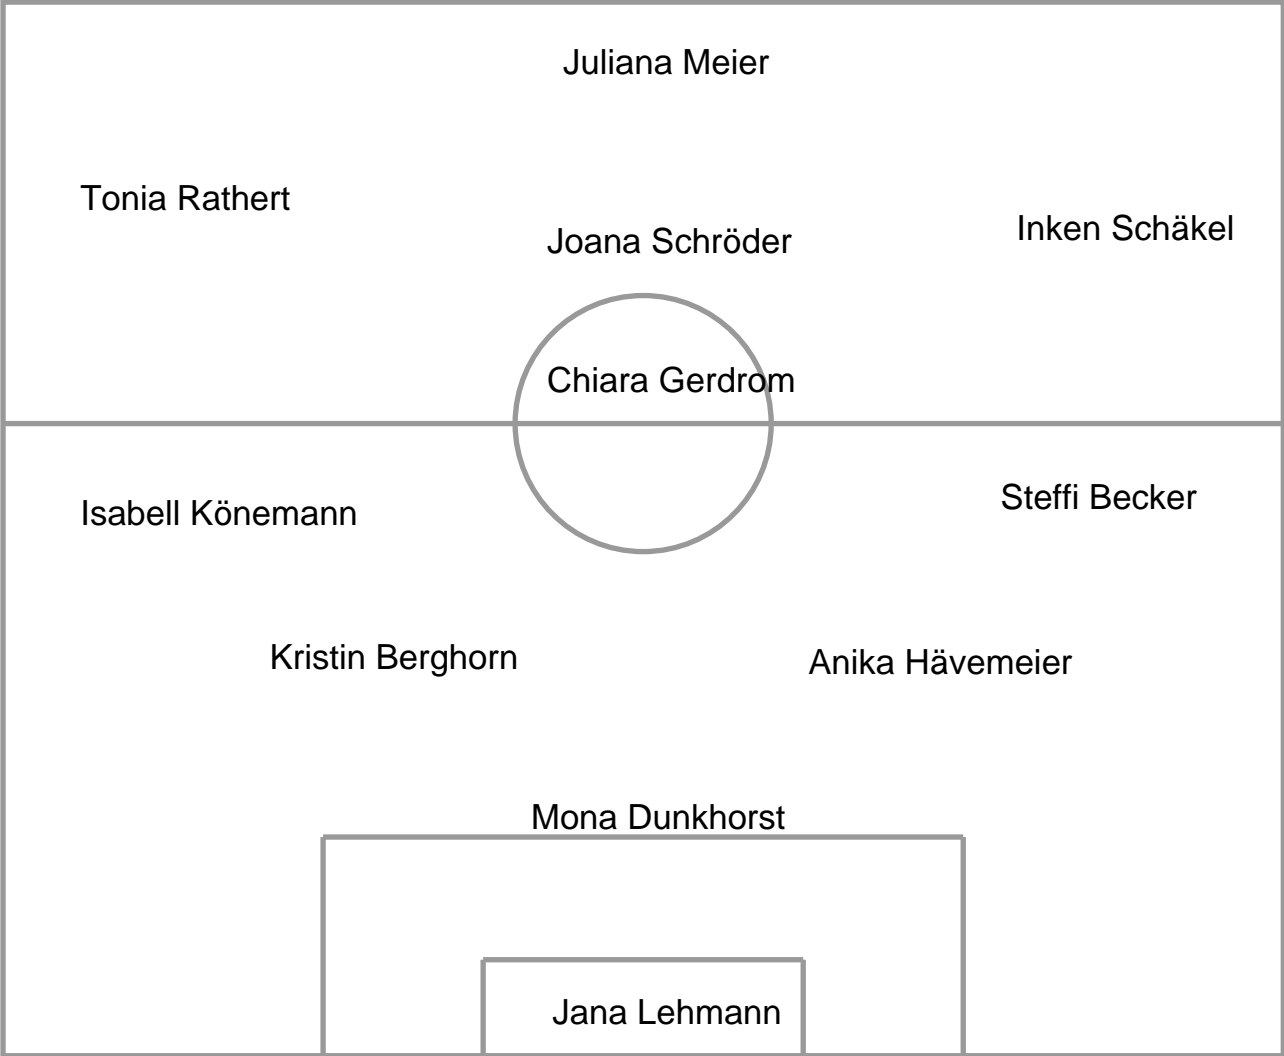 Juliana Meier
Tonia Rathert
Inken Schäkel
Joana Schröder
Chiara Gerdrom
Steffi Becker
Isabell Könemann
Kristin Berghorn
Anika Hävemeier
Mona Dunkhorst
Jana Lehmann